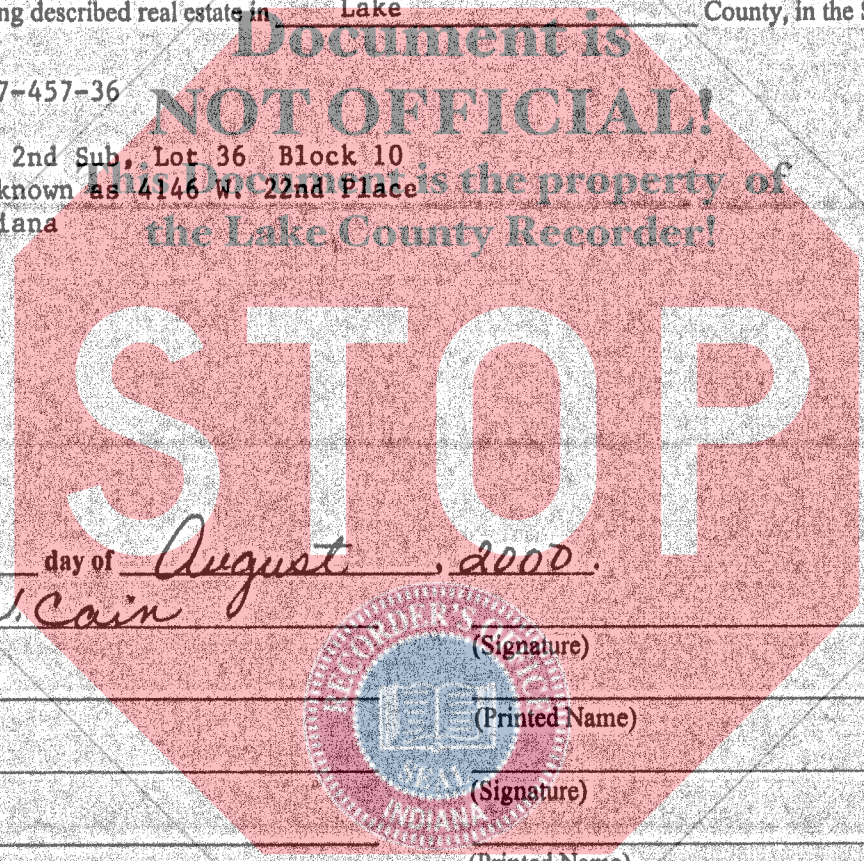 ng described real estate in Lake County, in the
Document is
7-457-36
NOT OFFICIAL!
2nd Sub, Lot 36 Block 10
This Document is the property of
known as 4146 W. 22nd Place
iana
the Lake County Recorder!
STOP
day of August, 2000.
Cain
RECORDER'S OFFICE
(Signature)
(Printed Name)
SEAL
(Signature)
INDIANA
(Printed Name)